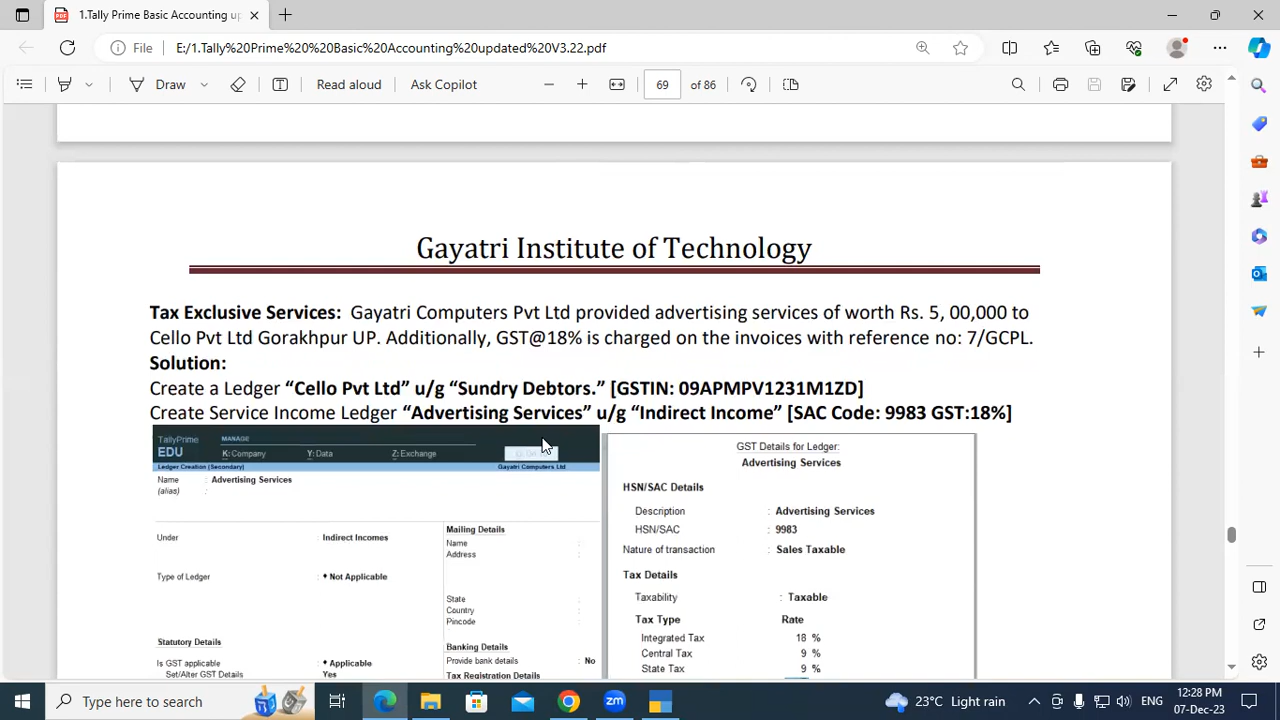 1.Tally Prime Basic Accounting up
File E:/1.Tally%20Prime%20%20Basic%20Accounting%20updated%20V3.22.pdf
Draw Read aloud Ask Copilot 69 of 86
Gayatri Institute of Technology
Tax Exclusive Services: Gayatri Computers Pvt Ltd provided advertising services of worth Rs. 5, 00,000 to
Cello Pvt Ltd Gorakhpur UP. Additionally, GST@18% is charged on the invoices with reference no: 7/GCPL.
Solution:
Create a Ledger “Cello Pvt Ltd” u/g “Sundry Debtors.” [GSTIN: 09APMPV1231M1ZD]
Create Service Income Ledger “Advertising Services” u/g “Indirect Income” [SAC Code: 9983 GST:18%]
TallyPrime MANAGE
EDU K:Company Y:Data Z:Exchange
Ledger Creation (Secondary) Gayatri Computers Ltd
Name : Advertising Services
(alias) :
Under : Indirect Incomes
Type of Ledger : ♦ Not Applicable
Statutory Details
Is GST applicable : ♦ Applicable
Set/Alter GST Details Yes
Mailing Details
Name :
Address :
State :
Country :
Pincode :
Banking Details
Provide bank details : No
Tax Registration Details
GST Details for Ledger:
Advertising Services
HSN/SAC Details
Description : Advertising Services
HSN/SAC : 9983
Nature of transaction : Sales Taxable
Tax Details
Taxability : Taxable
Tax Type Rate
Integrated Tax 18 %
Central Tax 9 %
State Tax 9 %
Type here to search
23°C Light rain
ENG
12:28 PM
07-Dec-23